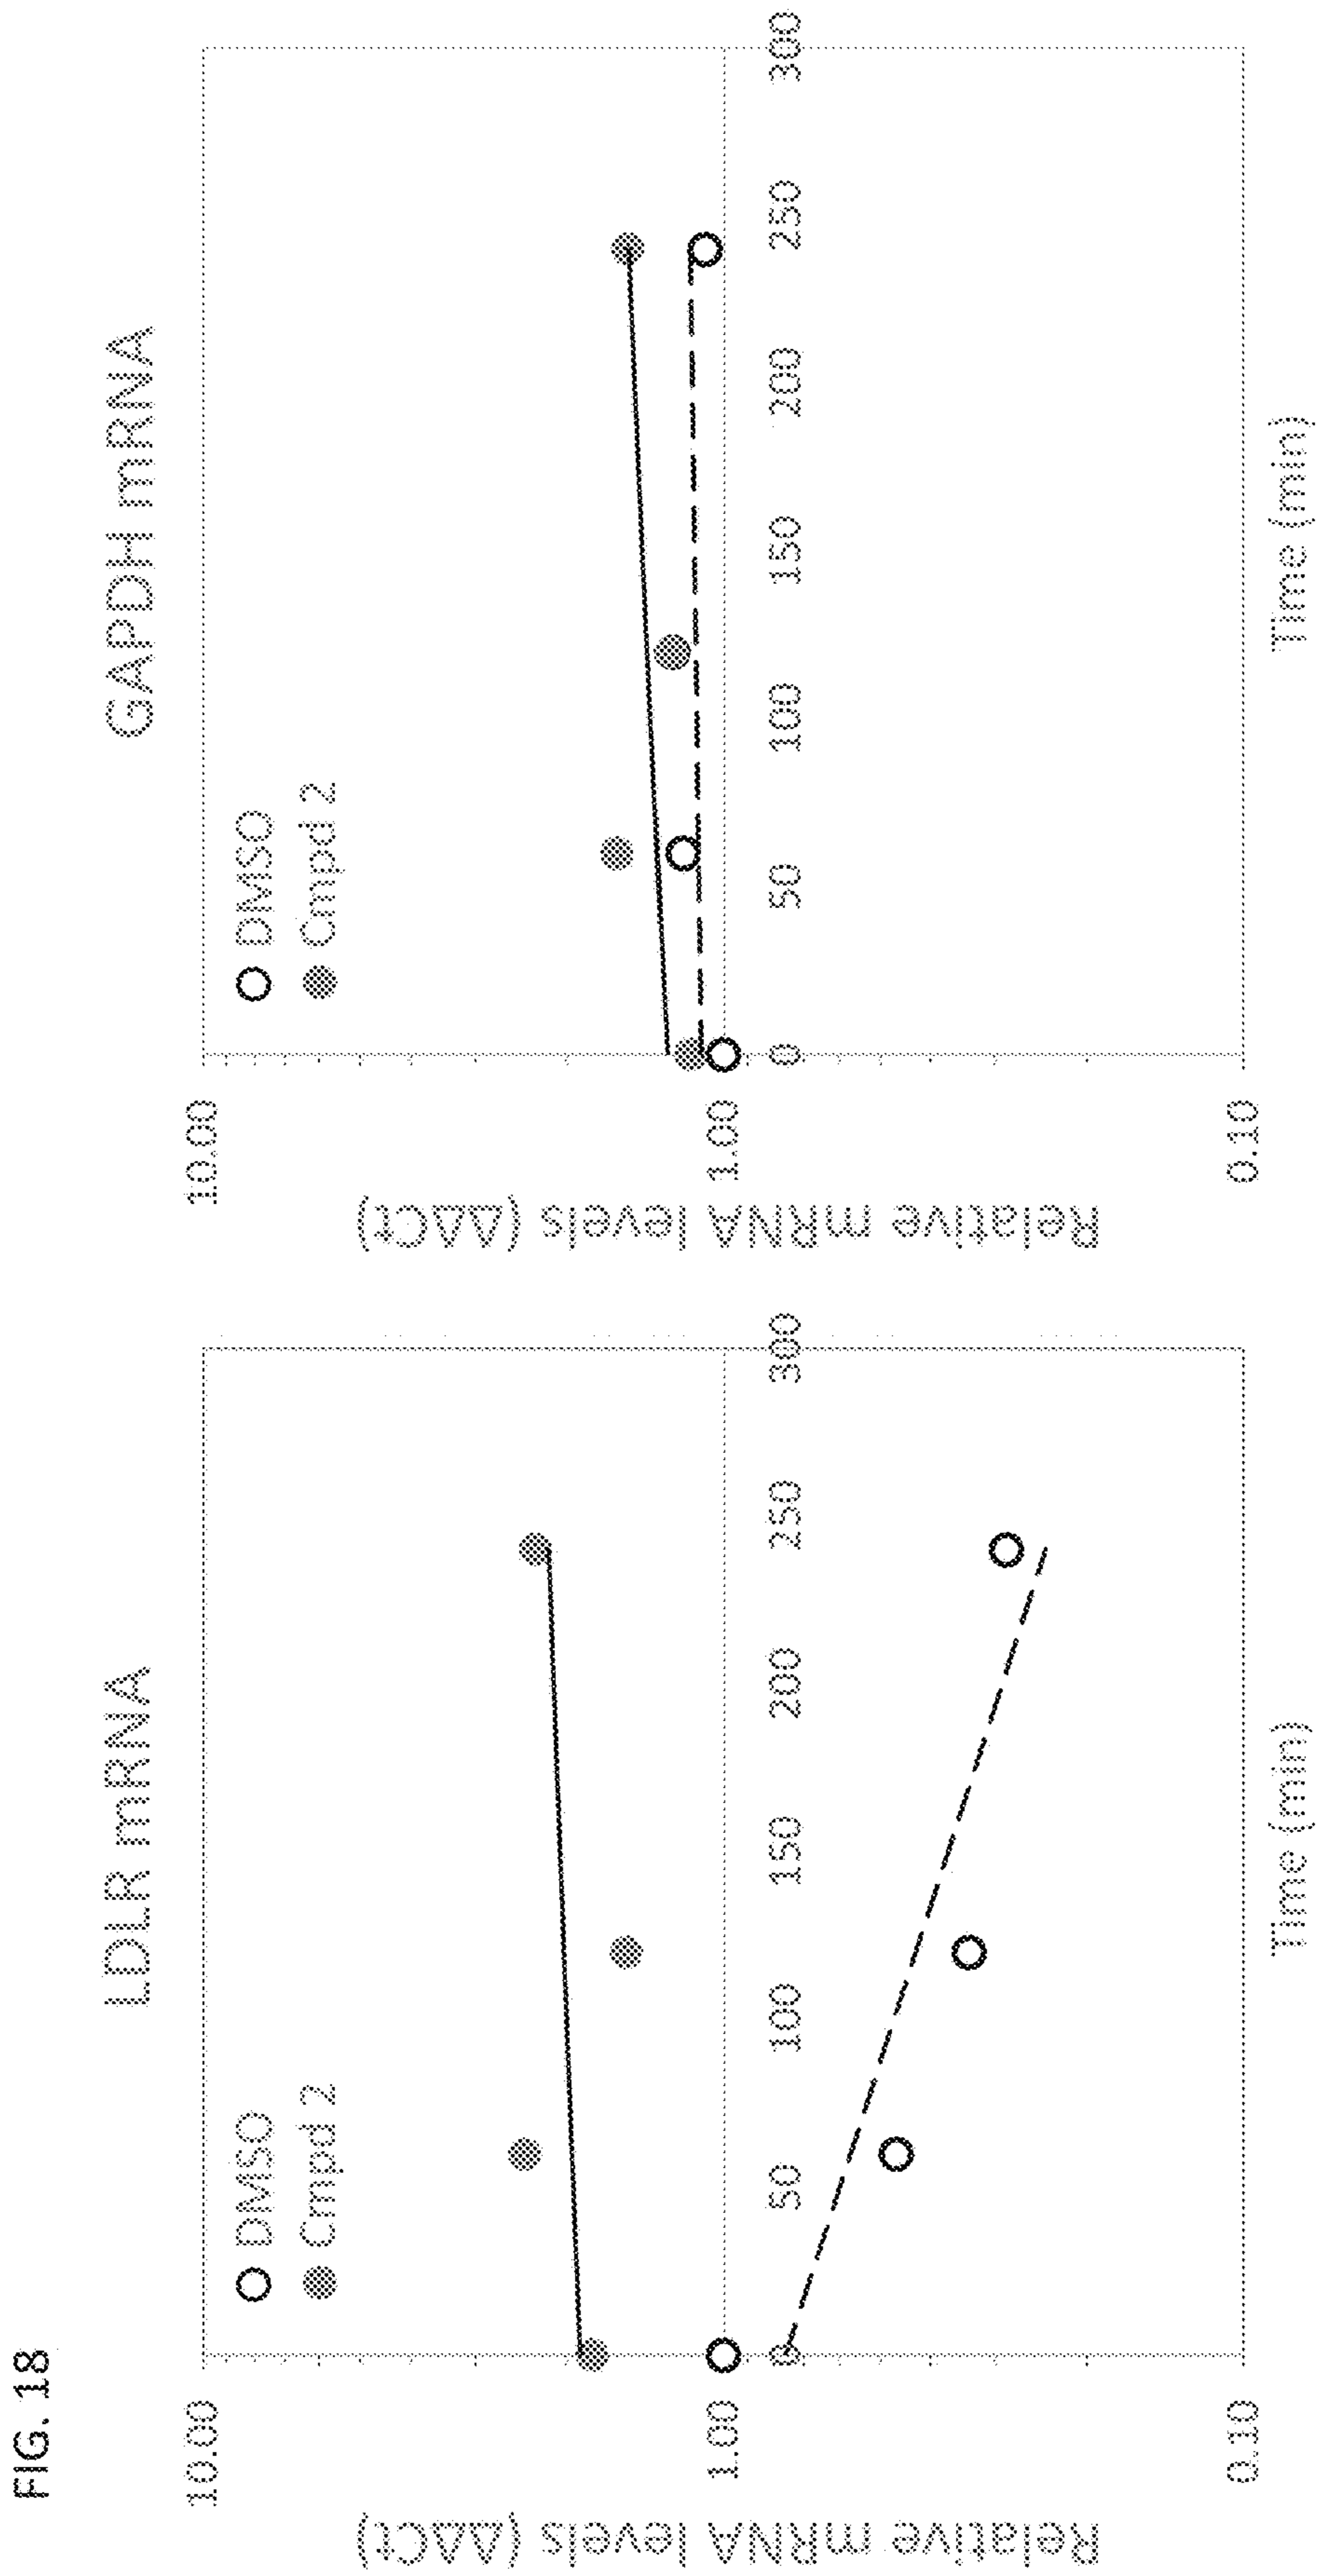 FIG. 18
LDLR mRNA
DMSO
Cmpd 2
10.00
1.00
0.10
Relative mRNA levels (ΔΔCt)
0
50
100
150
200
250
300
Time (min)
GAPDH mRNA
DMSO
Cmpd 2
10.00
1.00
0.10
Relative mRNA levels (ΔΔCt)
0
50
100
150
200
250
300
Time (min)